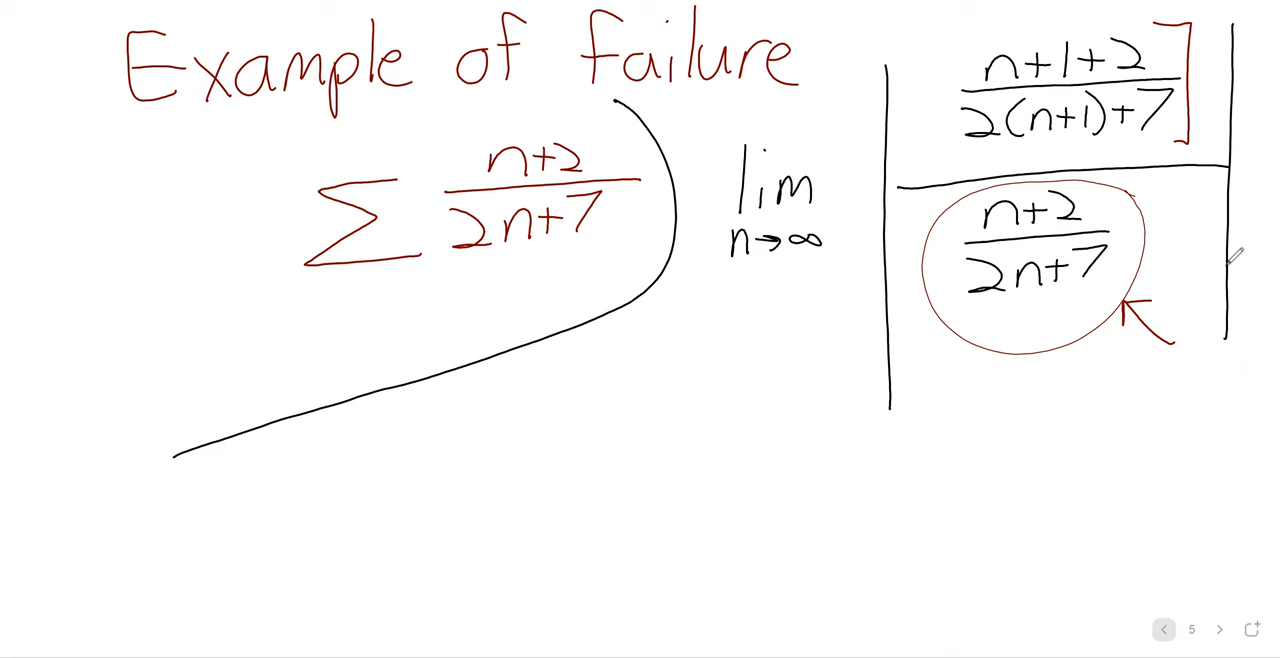 Example of failure
∑ n+2 / 2n+7
lim n→∞ | n+1+2 / 2(n+1)+7 ] / n+2 / 2n+7 |
5